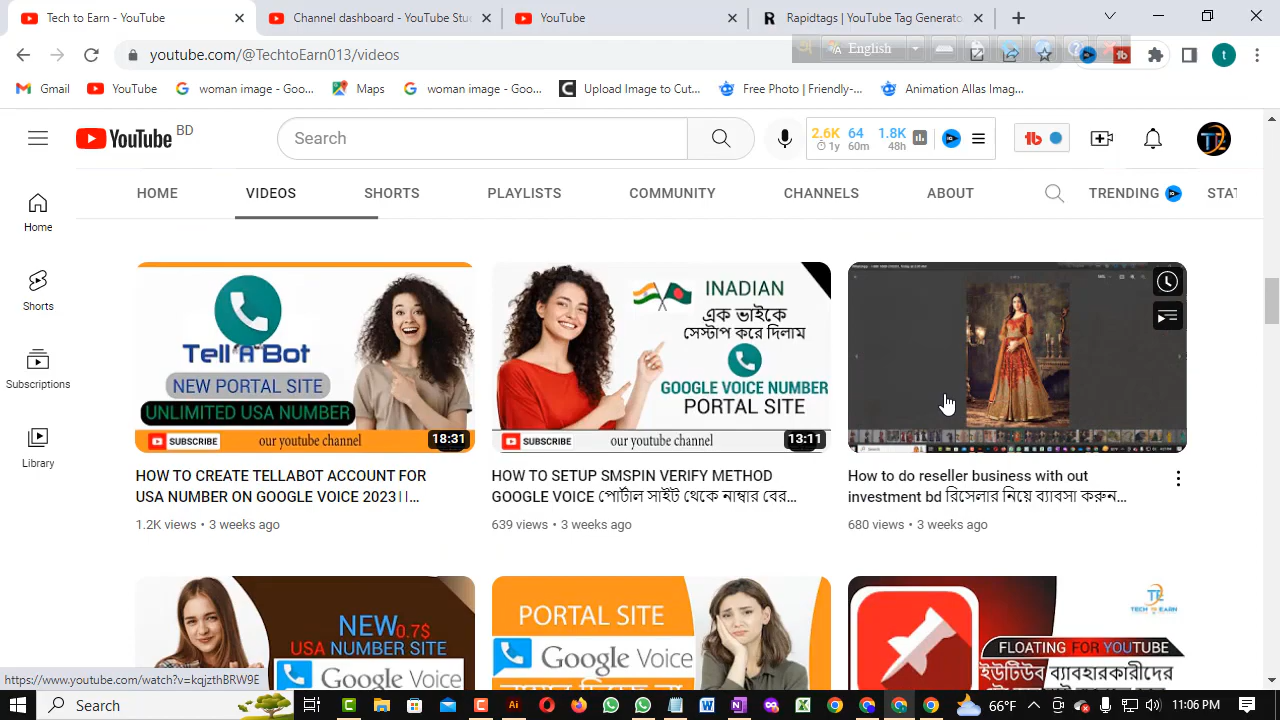 Tech to Earn - YouTube
Channel dashboard - YouTube Stu
YouTube
Rapidtags | YouTube Tag Generato
youtube.com/@TechtoEarn013/vide
English
t
Gmail
YouTube
woman image - Goo...
Maps
woman image - Goo...
Upload Image to Cut...
Free Photo | Friendly-...
Animation Allas Imag...
YouTube BD
Search
2.6K 64 1.8K
1y 60m 48h
HOME
VIDEOS
SHORTS
PLAYLISTS
COMMUNITY
CHANNELS
ABOUT
TRENDING
STAT
Home
Shorts
Subscriptions
Library
Tell A Bot
NEW PORTAL SITE
UNLIMITED USA NUMBER
SUBSCRIBE our youtube channel
18:31
INADIAN
এক ভাইকে
সেস্টাপ করে দিলাম
GOOGLE VOICE NUMBER
PORTAL SITE
SUBSCRIBE our youtube channel
13:11
HOW TO CREATE TELLABOT ACCOUNT FOR
USA NUMBER ON GOOGLE VOICE 2023।।...
1.2K views • 3 weeks ago
HOW TO SETUP SMSPIN VERIFY METHOD
GOOGLE VOICE পোর্টাল সাইট থেকে নাম্বার বের...
639 views • 3 weeks ago
How to do reseller business with out
investment bd রিসেলার নিয়ে ব্যাবসা করুন...
680 views • 3 weeks ago
NEW 0.7$
USA NUMBER SITE
Google Voice
PORTAL SITE
Google Voice
TECH TO EARN
FLOATING FOR YOUTUBE
ইউটিউব ব্যাবহারকারীদের
https://www.youtube.com/watch?v=kqjzthBRW9E
Search
66°F
11:06 PM